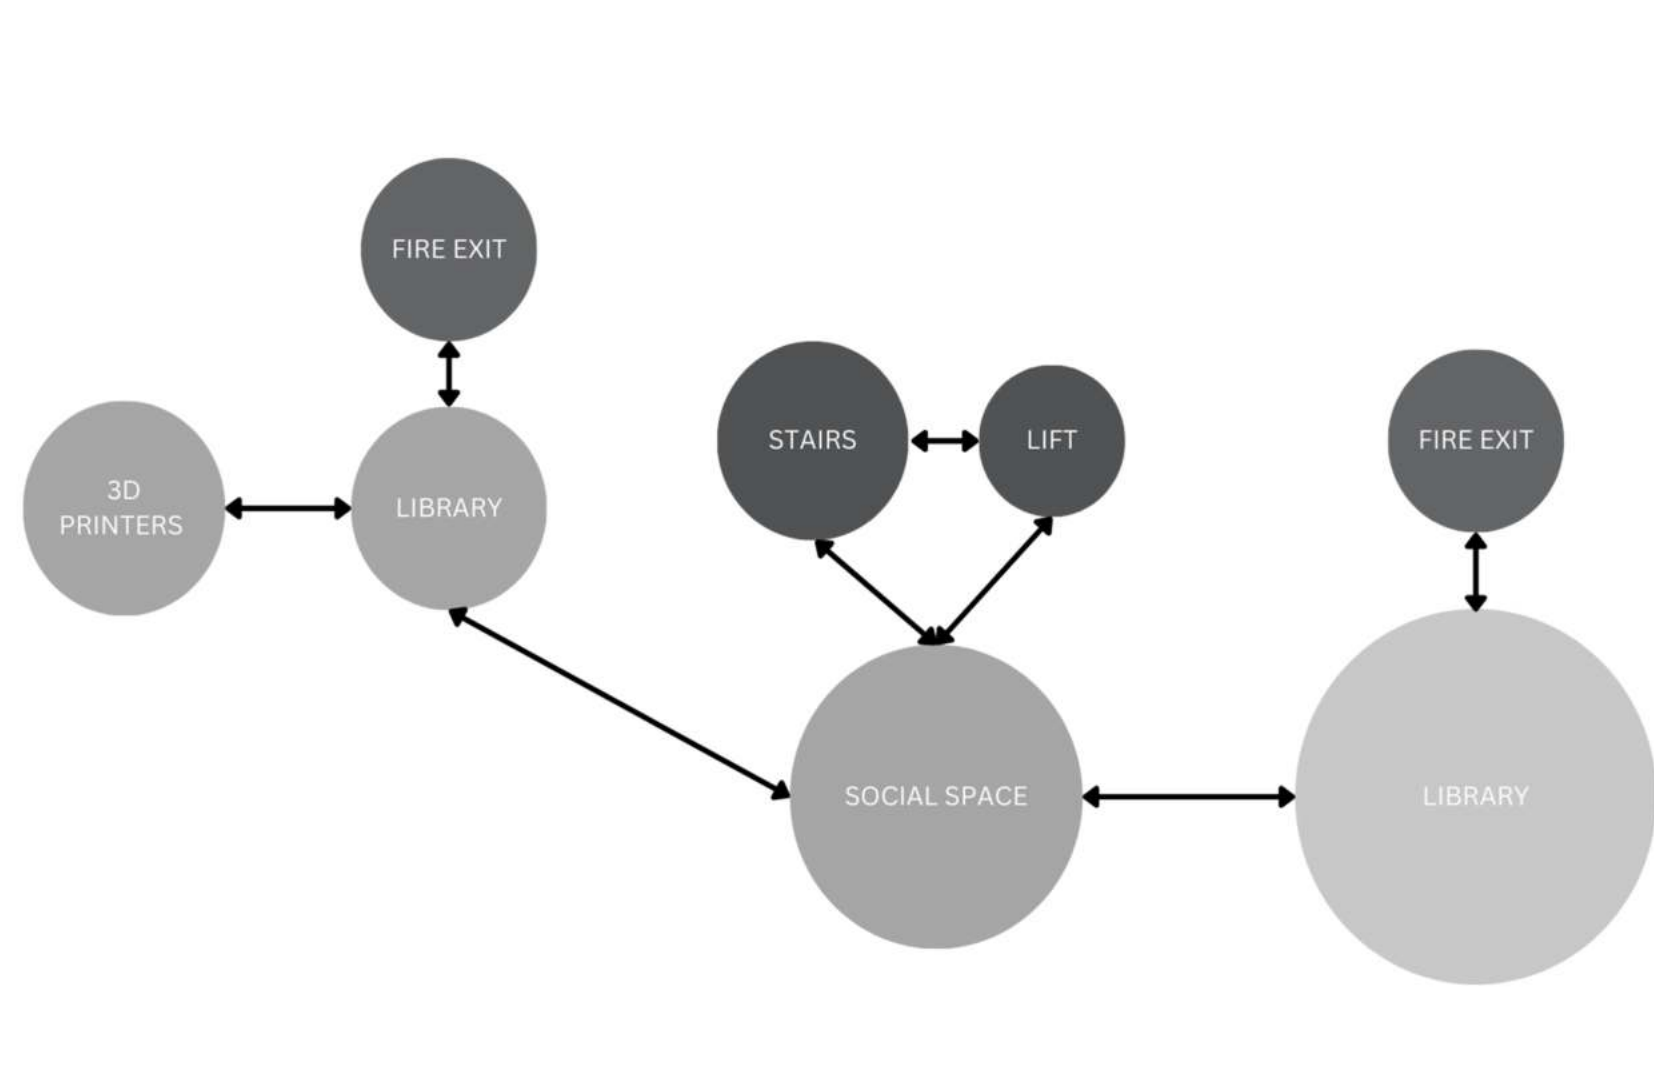 FIRE EXIT
STAIRS
LIFT
FIRE EXIT
3D
PRINTERS
LIBRARY
SOCIAL SPACE
LIBRARY